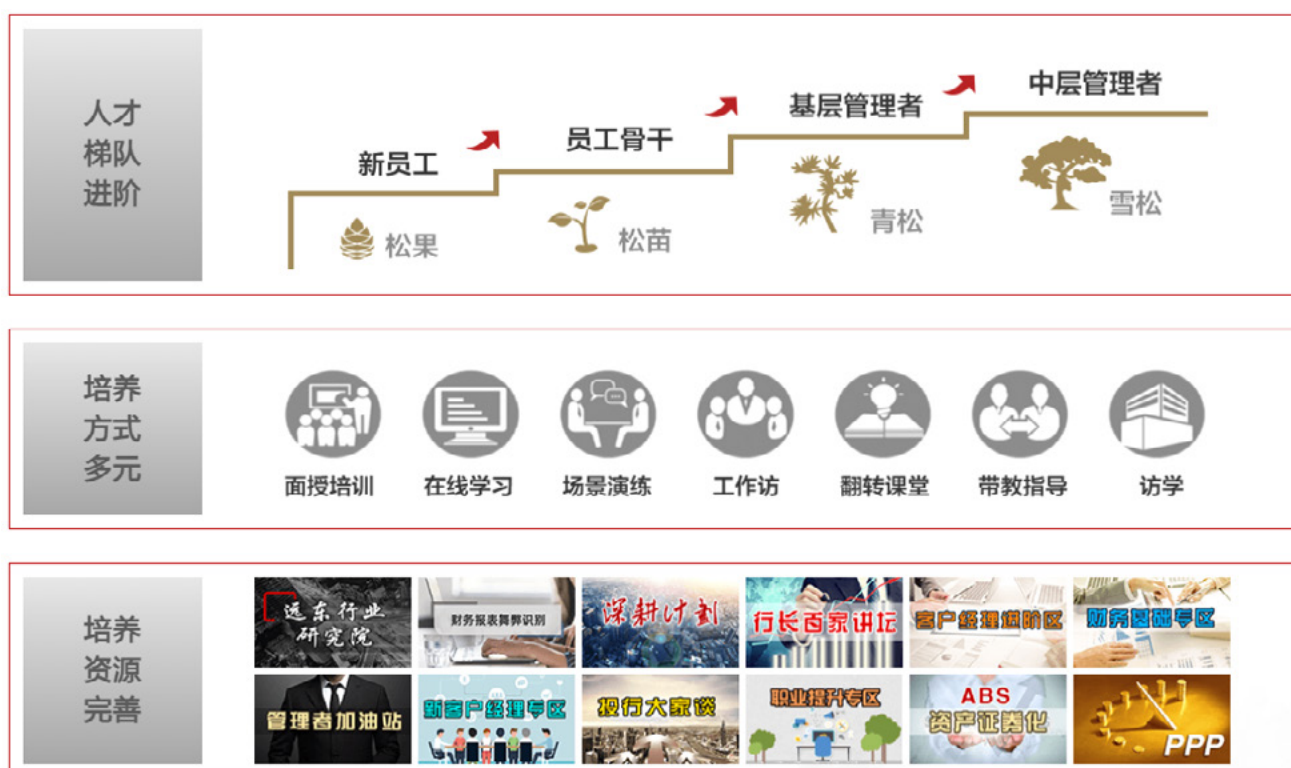 人才
梯队
进阶
新员工
员工骨干
基层管理者
中层管理者
松果
松苗
青松
雪松
培养
方式
多元
面授培训
在线学习
场景演练
工作访
翻转课堂
带教指导
访学
培养
资源
完善
远东行业
研究院
财务报表舞弊识别
深耕计划
行长百家讲坛
客户经理进阶区
财务基础专区
管理者加油站
新客户经理专区
投行大家谈
职业提升专区
ABS
资产证券化
PPP